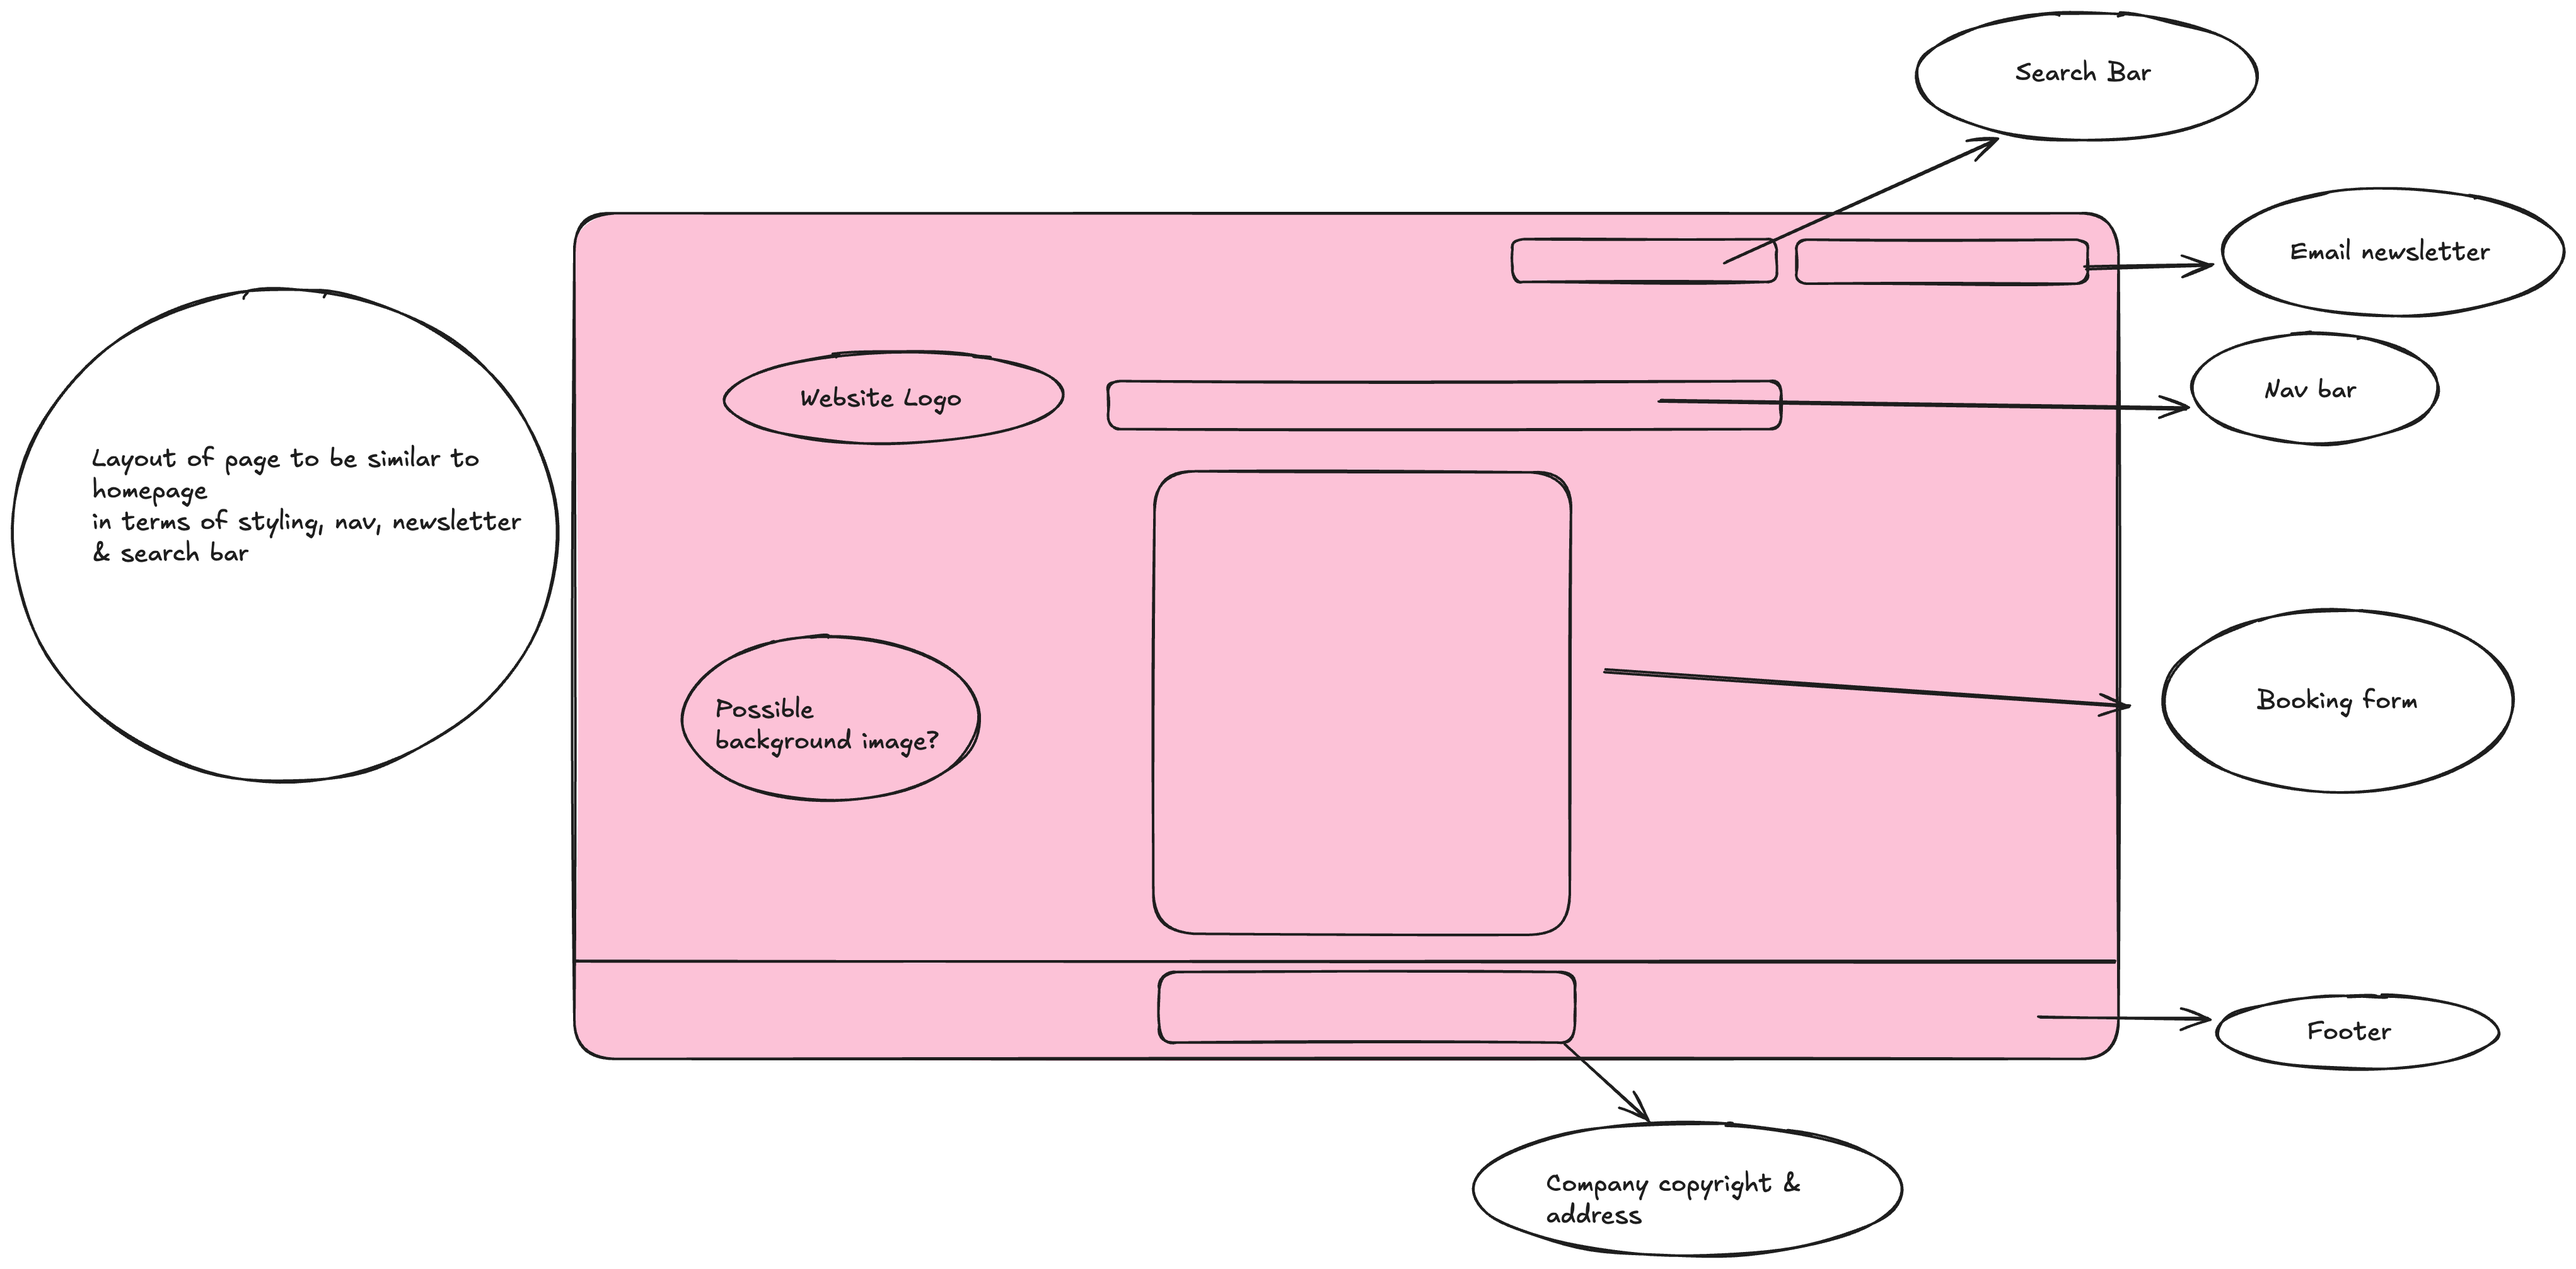 Search Bar
Email newsletter
Nav bar
Website Logo
Layout of page to be similar to
homepage
in terms of styling, nav, newsletter
& search bar
Possible
background image?
Booking form
Footer
Company copyright &
address